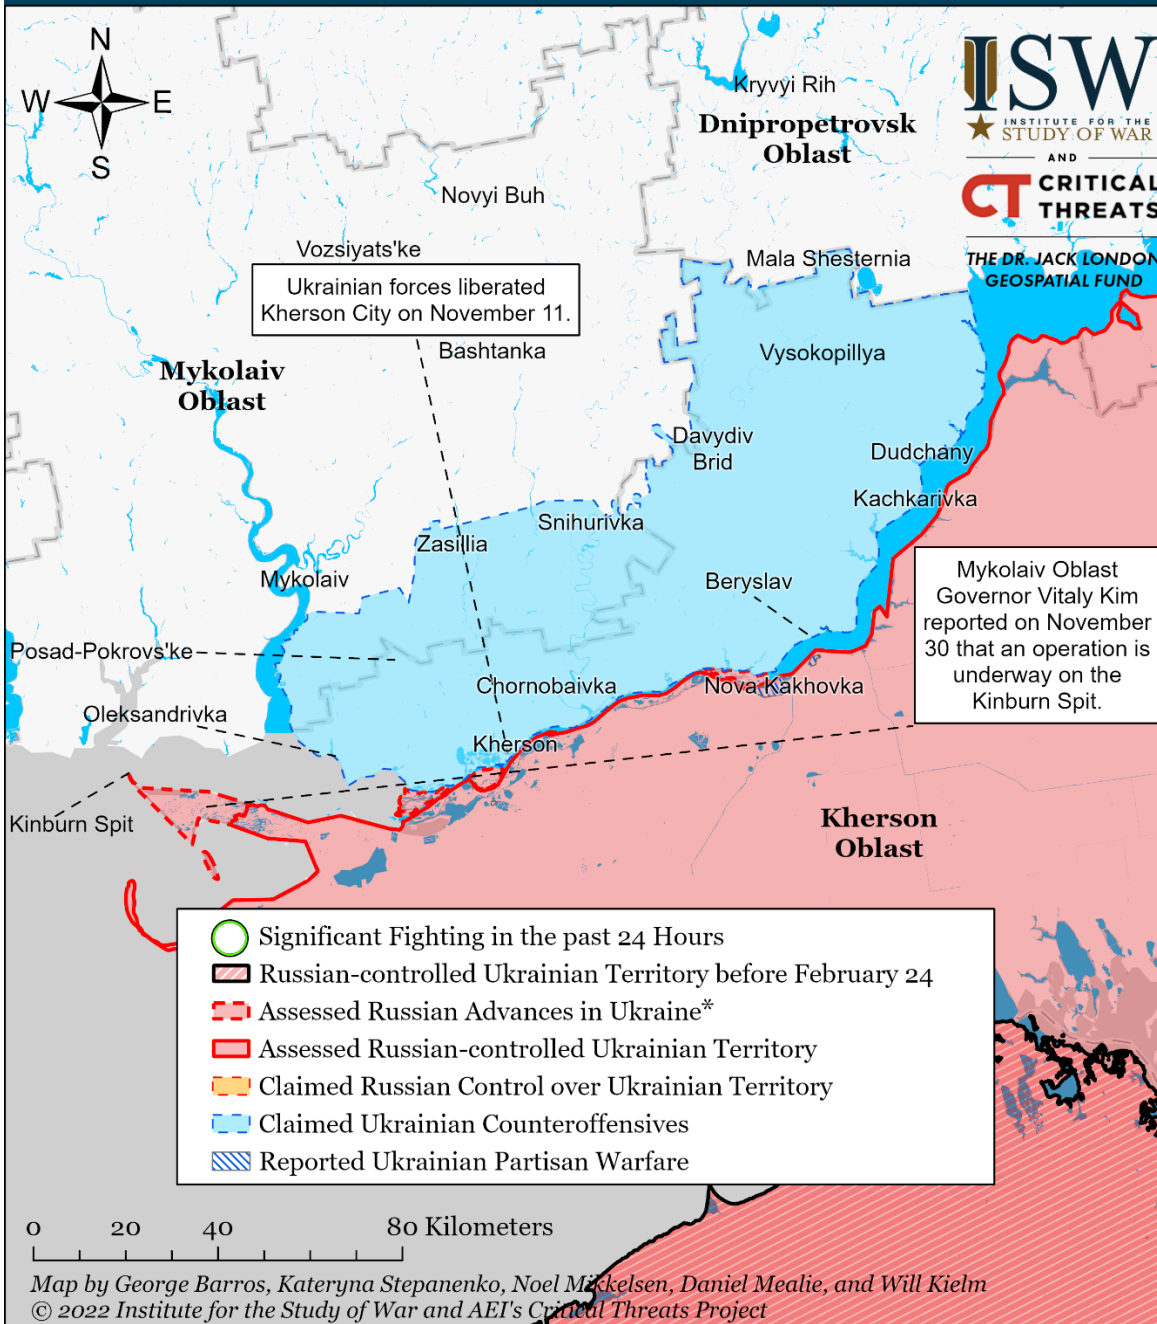 N
W
E
S
ISW
INSTITUTE FOR THE
STUDY OF WAR
AND
CT CRITICAL
THREATS
THE DR. JACK LONDON
GEOSPATIAL FUND
Kryvyi Rih
Dnipropetrovsk
Oblast
Novyi Buh
Vozsiyats'ke
Mala Shesternia
Ukrainian forces liberated
Kherson City on November 11.
Bashtanka
Vysokopillya
Mykolaiv
Oblast
Davydiv
Brid
Dudchany
Kachkarivka
Snihurivka
Zasillia
Mykolaiv
Beryslav
Mykolaiv Oblast
Governor Vitaly Kim
reported on November
30 that an operation is
underway on the
Kinburn Spit.
Posad-Pokrovs'ke
Chornobaivka
Nova Kakhovka
Oleksandrivka
Kherson
Kinburn Spit
Kherson
Oblast
Significant Fighting in the past 24 Hours
Russian-controlled Ukrainian Territory before February 24
Assessed Russian Advances in Ukraine*
Assessed Russian-controlled Ukrainian Territory
Claimed Russian Control over Ukrainian Territory
Claimed Ukrainian Counteroffensives
Reported Ukrainian Partisan Warfare
0 20 40 80 Kilometers
Map by George Barros, Kateryna Stepanenko, Noel Mikkelsen, Daniel Mealie, and Will Kielm
© 2022 Institute for the Study of War and AEI's Critical Threats Project